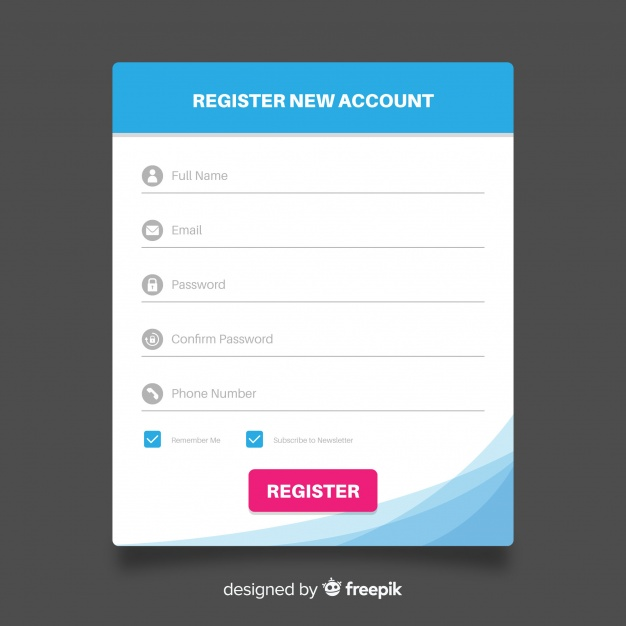 REGISTER NEW ACCOUNT
Full Name
Email
Password
Confirm Password
Phone Number
Remember Me Subscribe to Newsletter
REGISTER
designed by freepik